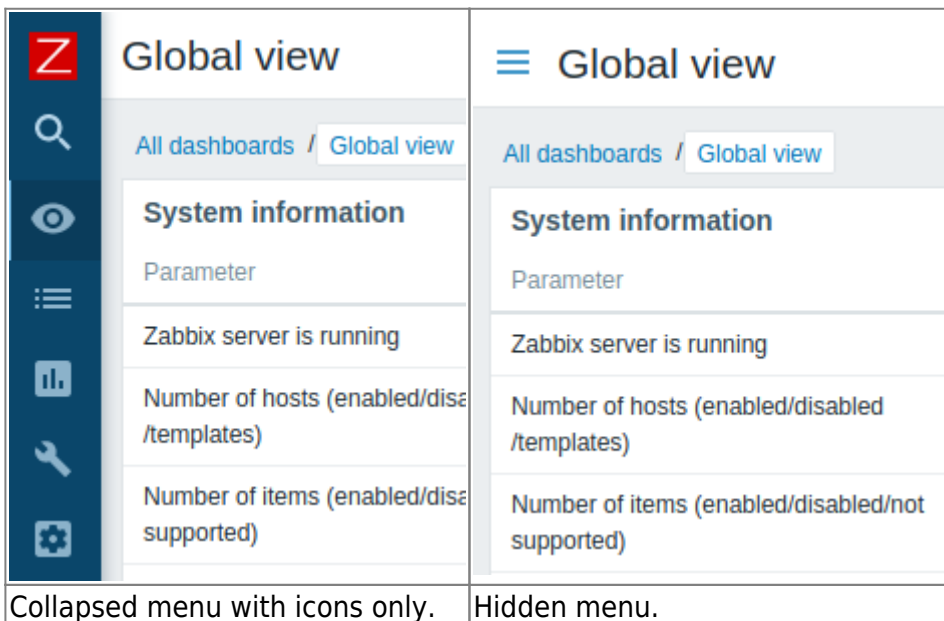 Z
Global view
All dashboards / Global view
System information
Parameter
Zabbix server is running
Number of hosts (enabled/disa
/templates)
Number of items (enabled/disa
supported)
Collapsed menu with icons only.
Global view
All dashboards / Global view
System information
Parameter
Zabbix server is running
Number of hosts (enabled/disabled
/templates)
Number of items (enabled/disabled/not
supported)
Hidden menu.